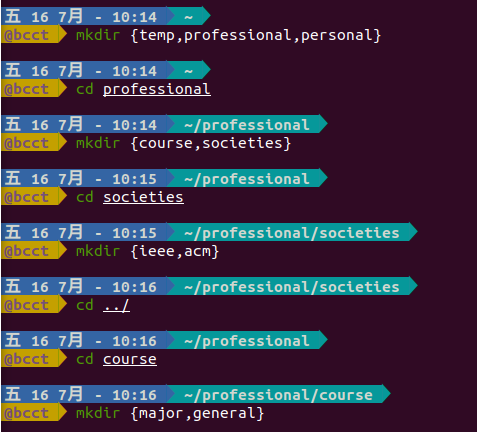 五 16 7月 - 10:14 ~
@bcct mkdir {temp,professional,personal}
五 16 7月 - 10:14 ~
@bcct cd professional
五 16 7月 - 10:14 ~/professional
@bcct mkdir {course,societies}
五 16 7月 - 10:15 ~/professional
@bcct cd societies
五 16 7月 - 10:15 ~/professional/societies
@bcct mkdir {ieee,acm}
五 16 7月 - 10:16 ~/professional/societies
@bcct cd ../
五 16 7月 - 10:16 ~/professional
@bcct cd course
五 16 7月 - 10:16 ~/professional/course
@bcct mkdir {major,general}